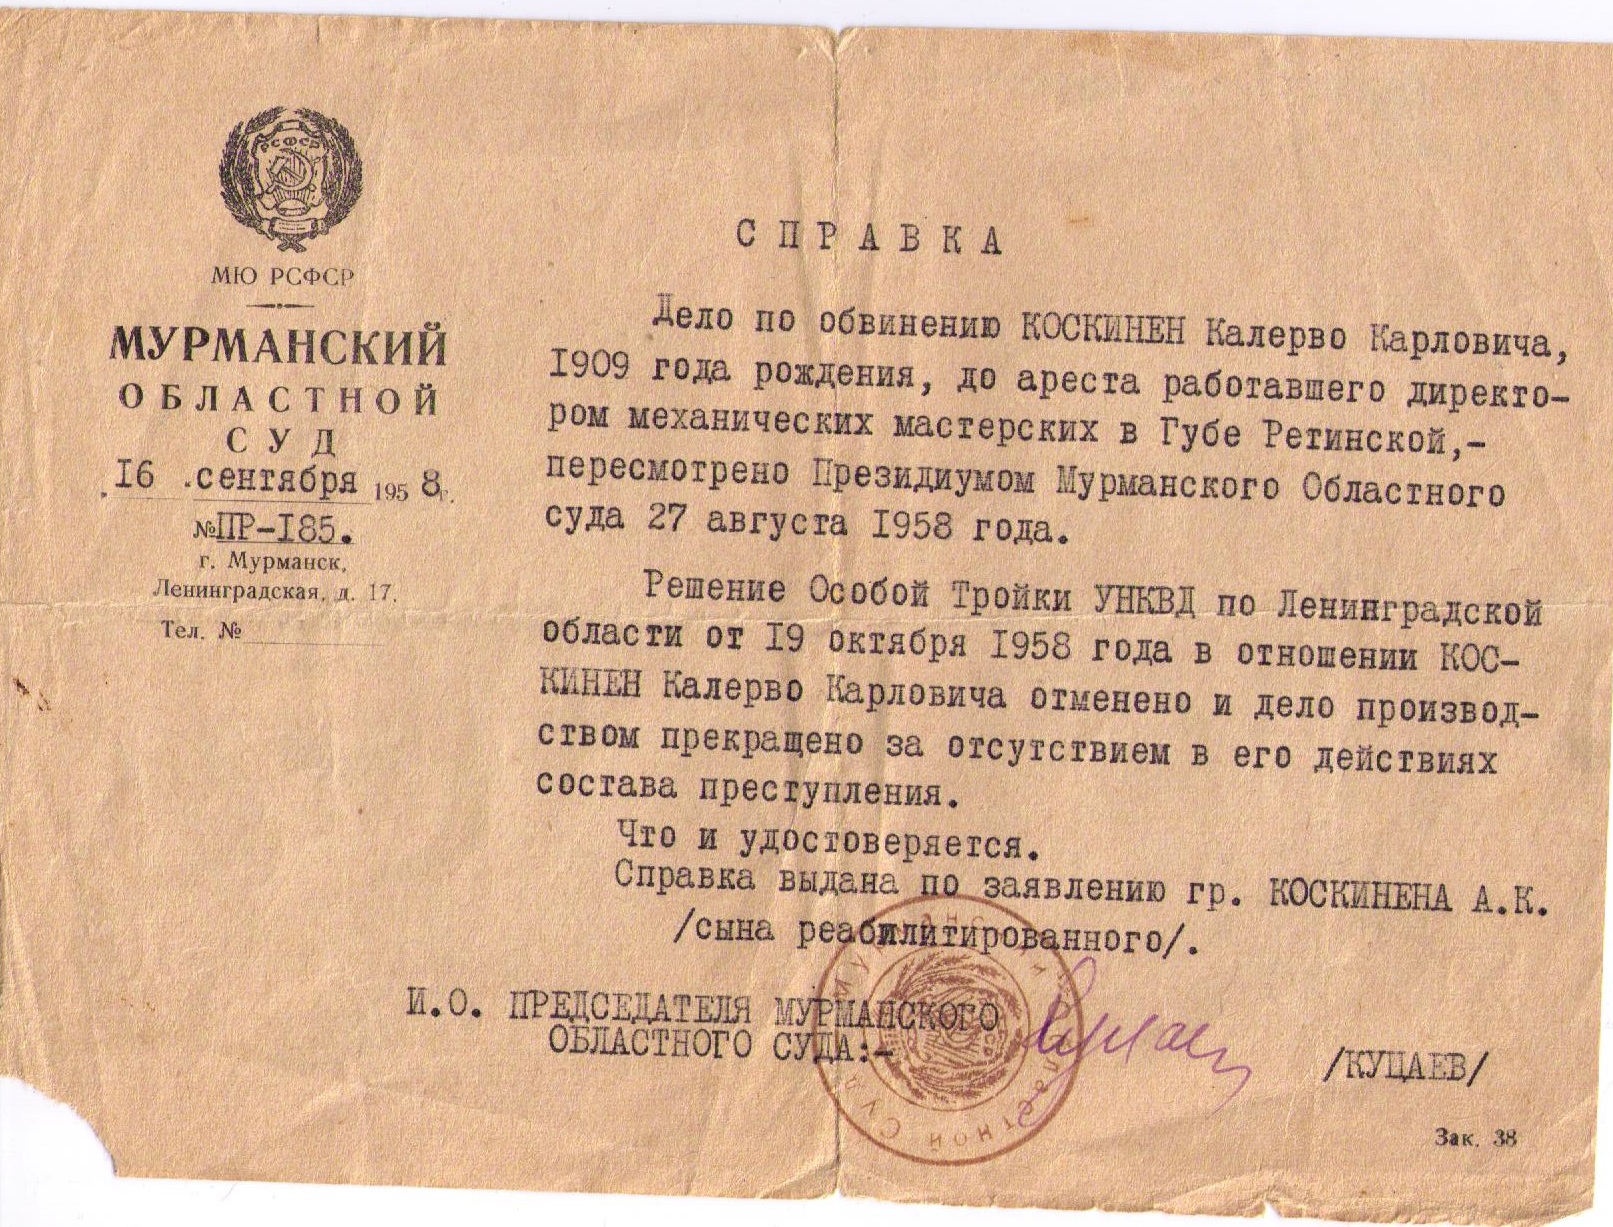 РСФСР
МЮ РСФСР
МУРМАНСКИЙ
ОБЛАСТНОЙ
СУД
16 .сентября 1958г.
№ПР-185.
г. Мурманск,
Ленинградская, д. 17.
Тел. №
СПРАВКА
Дело по обвинению КОСКИНЕН Калерво Карловича,
1909 года рождения, до ареста работавшего директо-
ром механических мастерских в Губе Ретинской,-
пересмотрено Президиумом Мурманского Областного
суда 27 августа 1958 года.
Решение Особой Тройки УНКВД по Ленинградской
области от 19 октября 1958 года в отношении КОС-
КИНЕН Калерво Карловича отменено и дело производ-
ством прекращено за отсутствием в его действиях
состава преступления.
Что и удостоверяется.
Справка выдана по заявлению гр. КОСКИНЕНА А.К.
/сына реабилитированного/.
И.О. ПРЕДСЕДАТЕЛЯ МУРМАНСКОГО
ОБЛАСТНОГО СУДА:-
/КУЦАЕВ/
Мурманский Областной Суд
Зак. 38